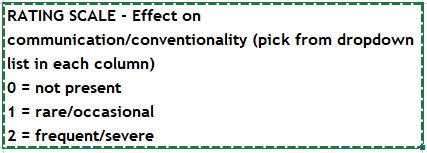 RATING SCALE - Effect on
communication/conventionality (pick from dropdown
list in each column)
0 = not present
1 = rare/occasional
2 = frequent/severe